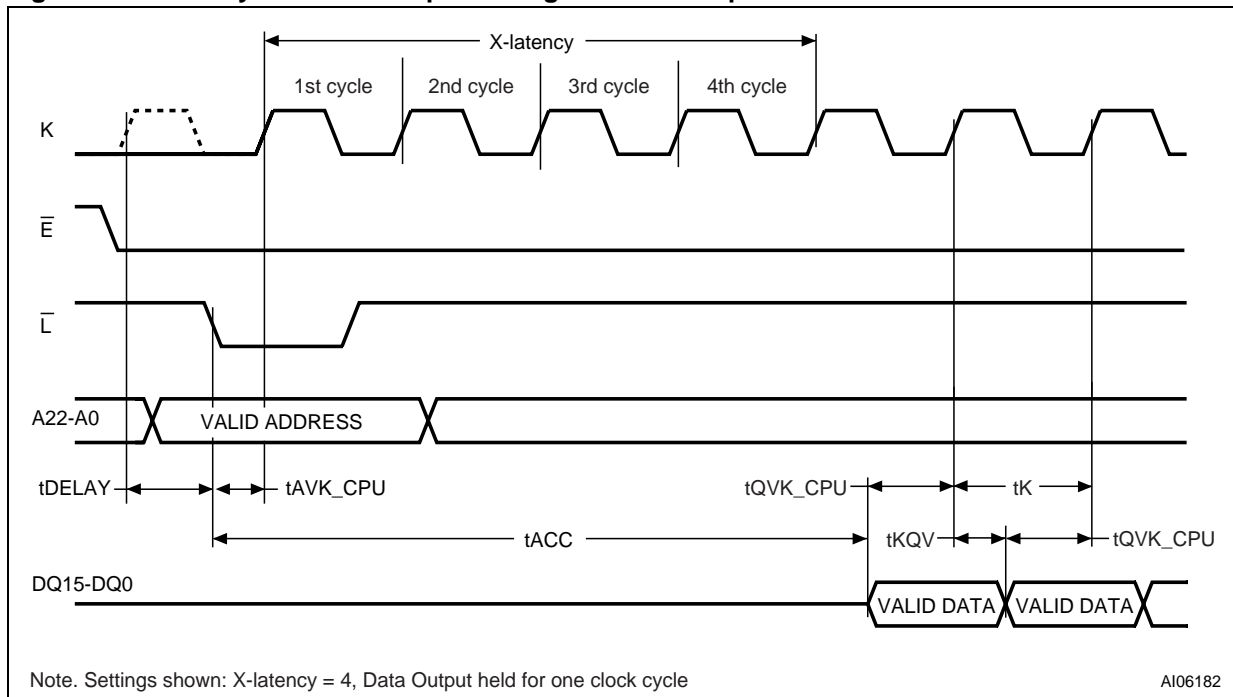 X-latency
1st cycle 2nd cycle 3rd cycle 4th cycle
K
E
L
A22-A0 VALID ADDRESS
tDELAY tAVK_CPU tQVK_CPU tK
tACC tKQV tQVK_CPU
DQ15-DQ0
VALID DATA VALID DATA
Note. Settings shown: X-latency = 4, Data Output held for one clock cycle AI06182